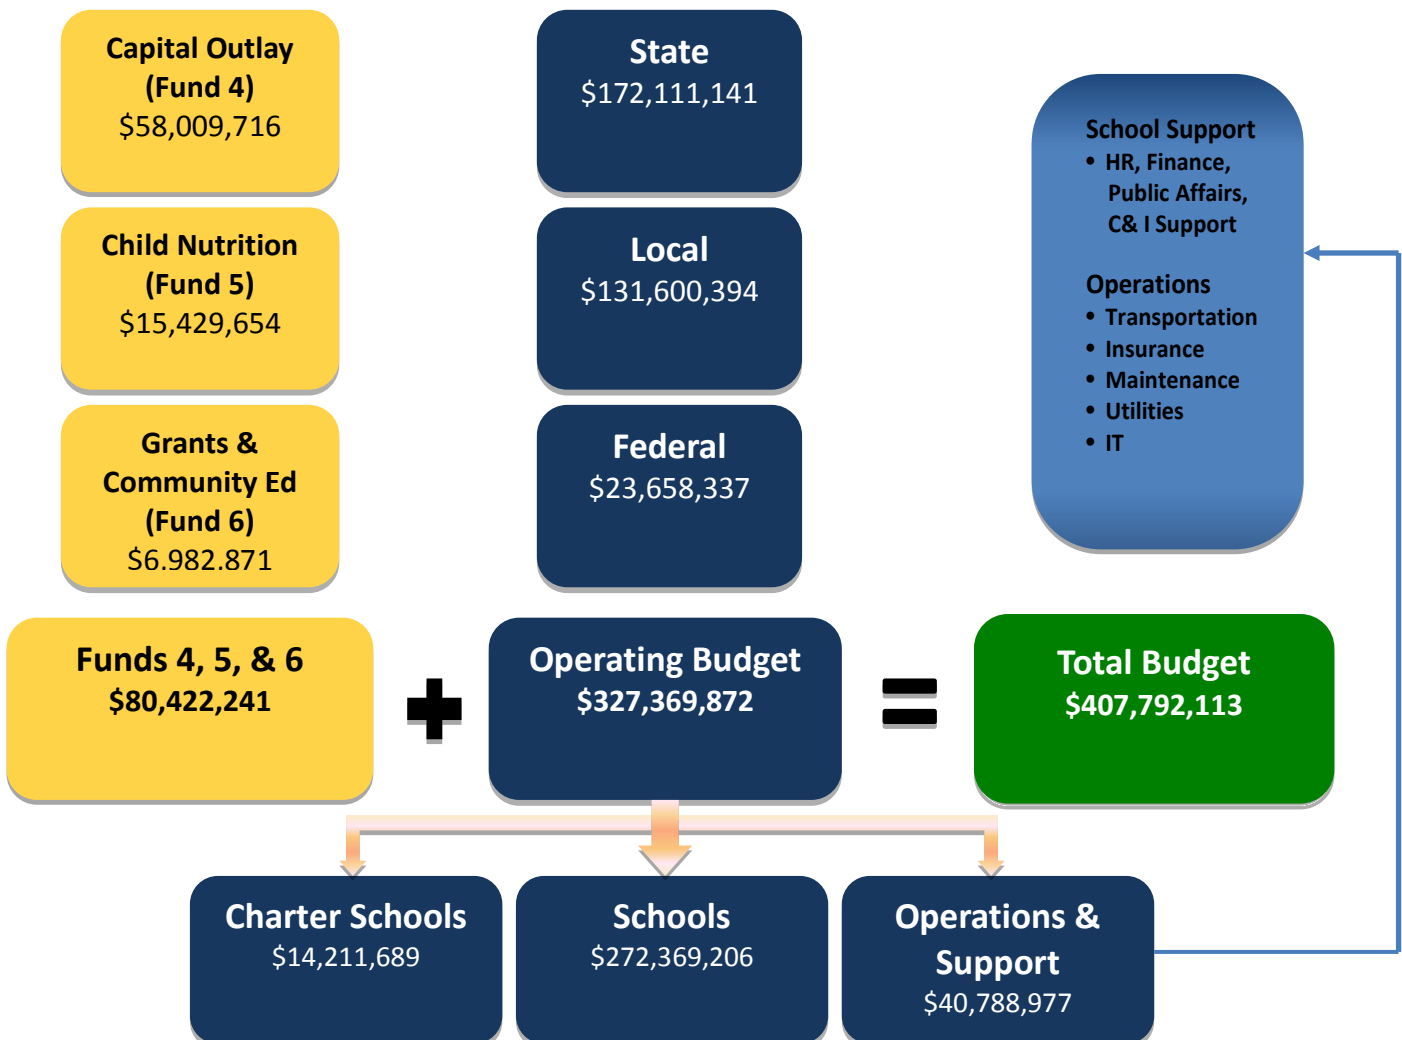 Capital Outlay
(Fund 4)
$58,009,716
State
$172,111,141
School Support
• HR, Finance,
Public Affairs,
C& I Support
Operations
• Transportation
• Insurance
• Maintenance
• Utilities
• IT
Child Nutrition
(Fund 5)
$15,429,654
Local
$131,600,394
Grants &
Community Ed
(Fund 6)
$6.982.871
Federal
$23,658,337
Funds 4, 5, & 6
$80,422,241
+
Operating Budget
$327,369,872
=
Total Budget
$407,792,113
Charter Schools
$14,211,689
Schools
$272,369,206
Operations &
Support
$40,788,977